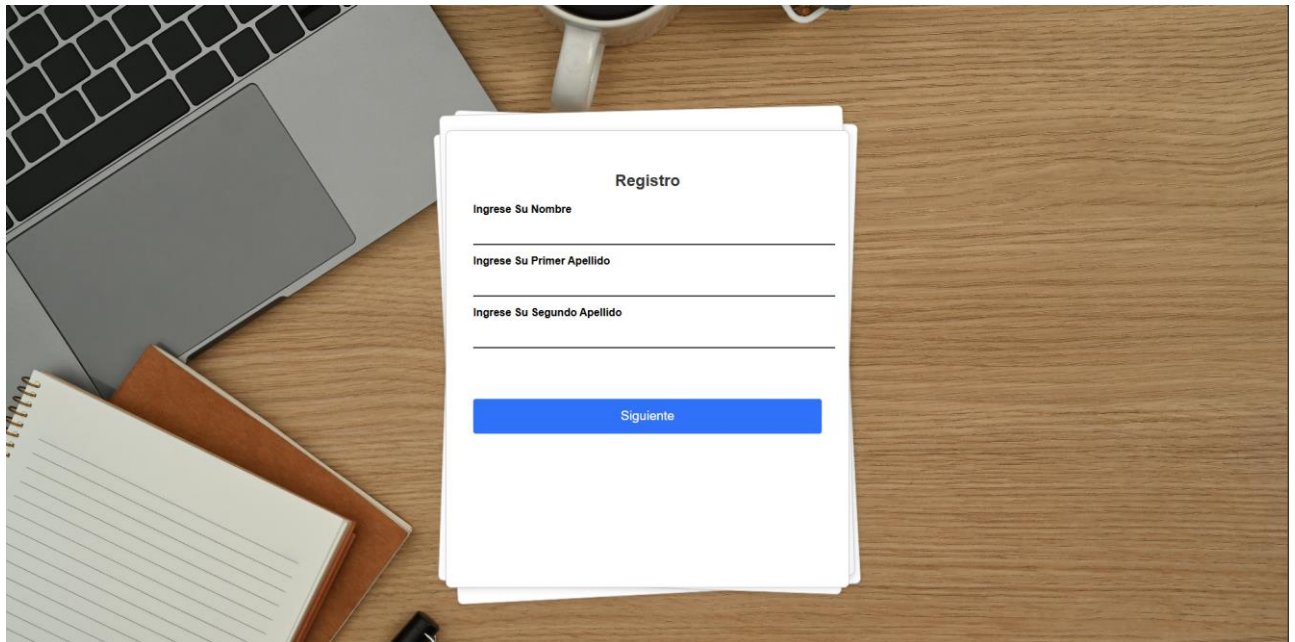 Registro
Ingrese Su Nombre
Ingrese Su Primer Apellido
Ingrese Su Segundo Apellido
Siguiente